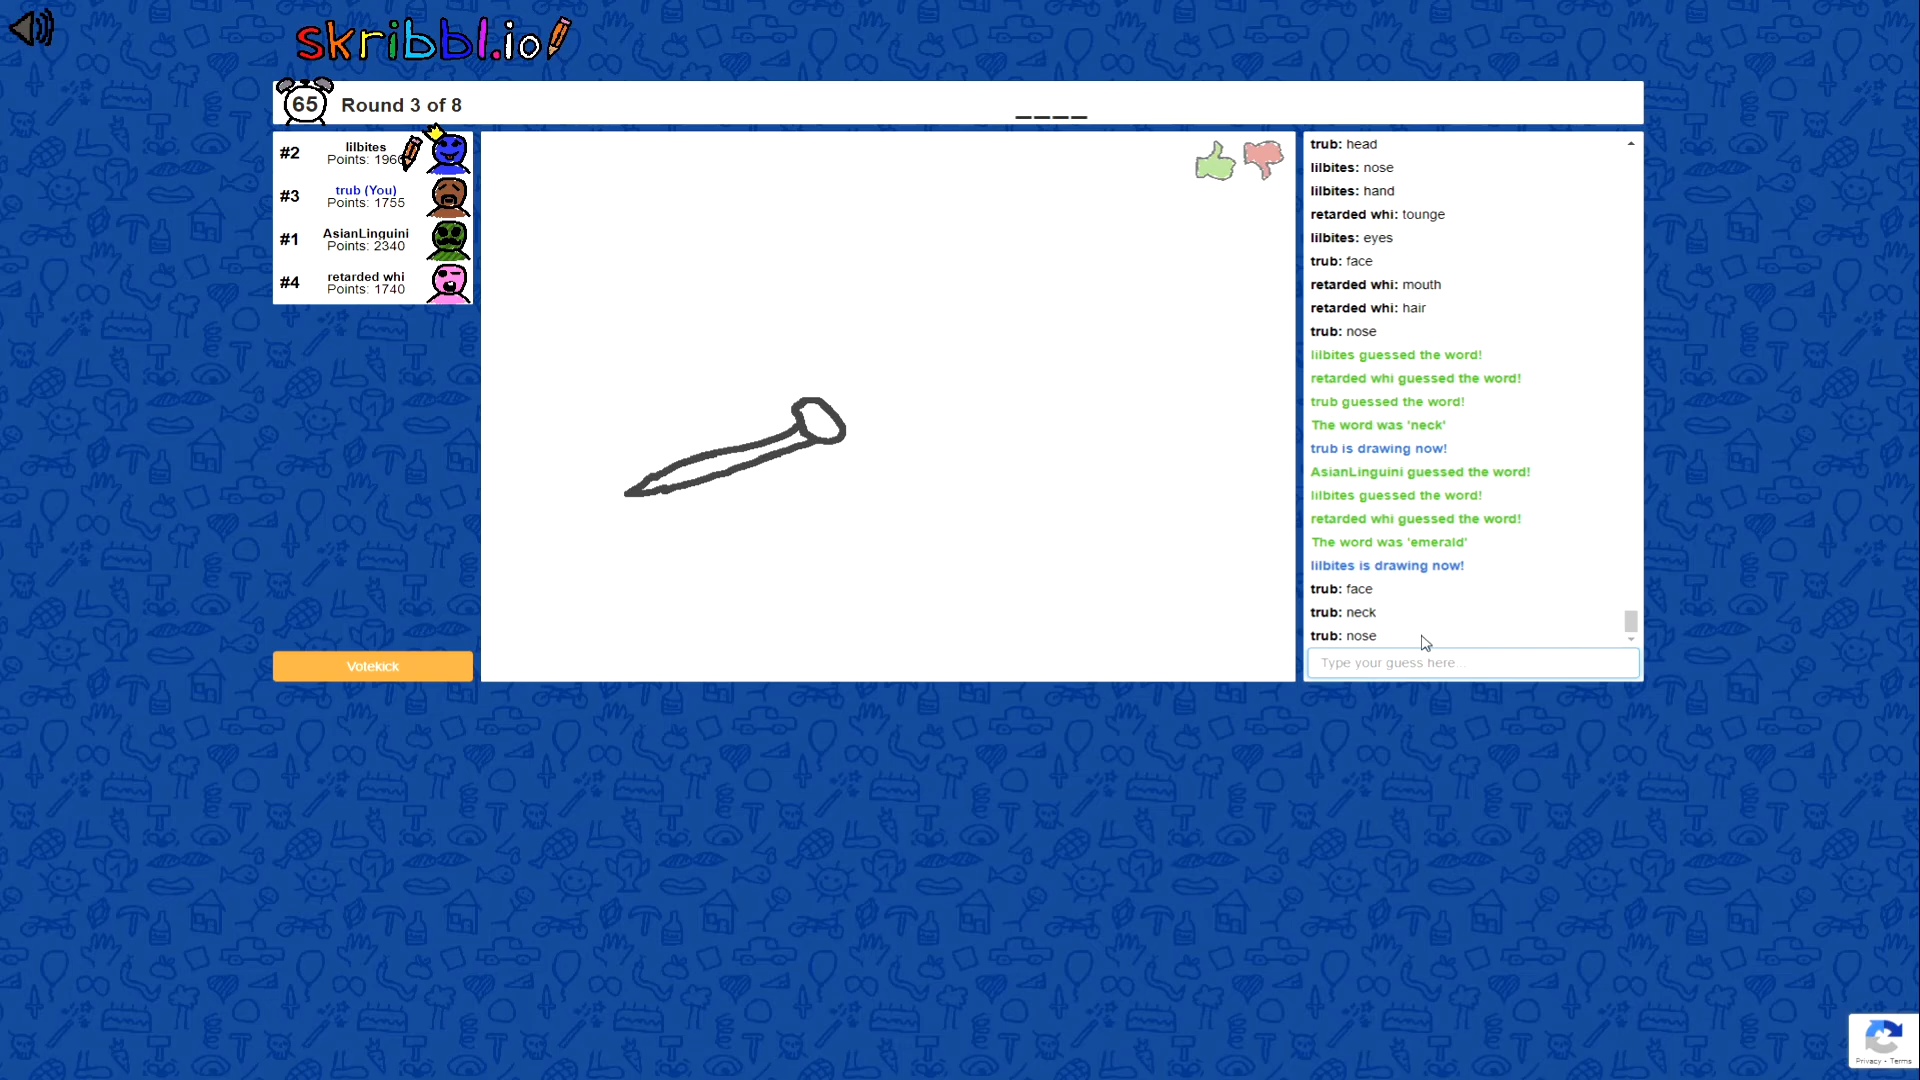 skribbl.io
65
Round 3 of 8
____
#2
lilbites
Points: 1960
#3
trub (You)
Points: 1755
#1
AsianLinguini
Points: 2340
#4
retarded whi
Points: 1740
Votekick
trub: head
lilbites: nose
lilbites: hand
retarded whi: tounge
lilbites: eyes
trub: face
retarded whi: mouth
retarded whi: hair
trub: nose
lilbites guessed the word!
retarded whi guessed the word!
trub guessed the word!
The word was 'neck'
trub is drawing now!
AsianLinguini guessed the word!
lilbites guessed the word!
retarded whi guessed the word!
The word was 'emerald'
lilbites is drawing now!
trub: face
trub: neck
trub: nose
Type your guess here...
Privacy - Terms